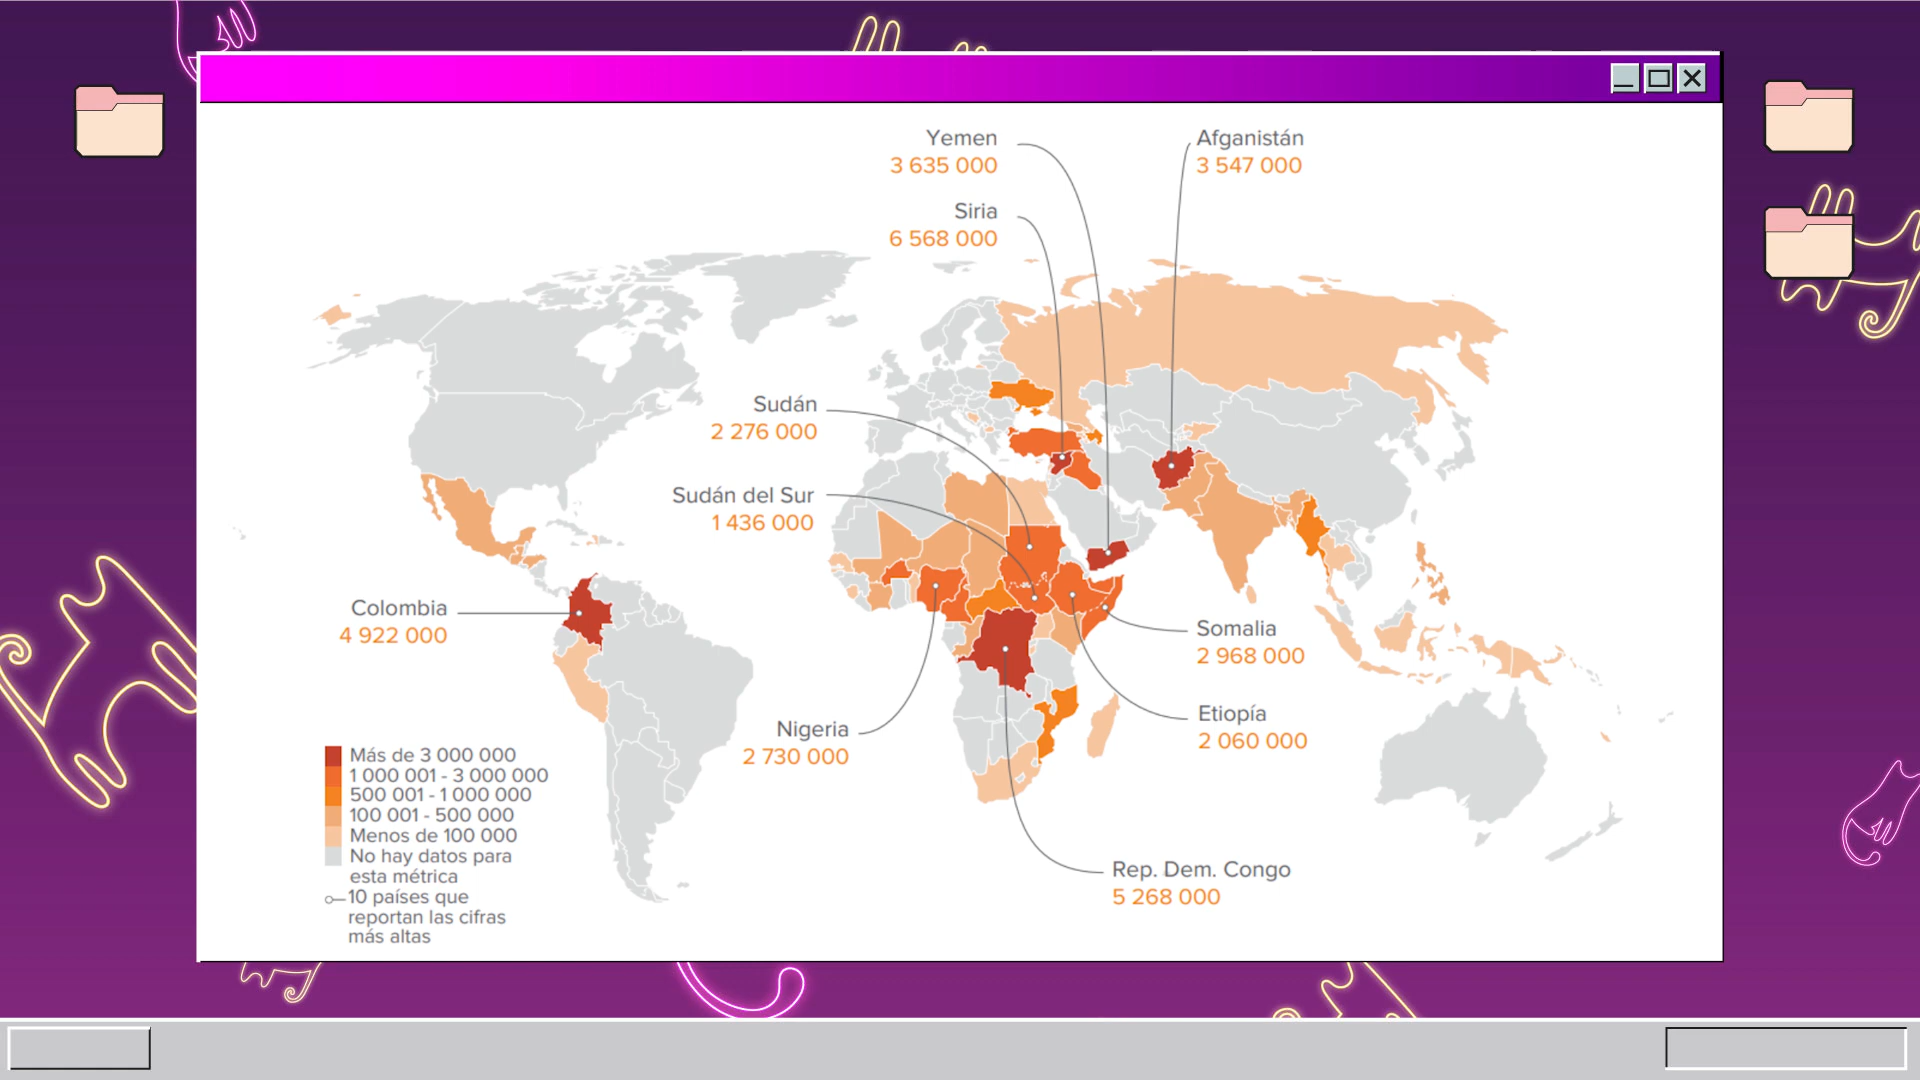 Yemen
3 635 000
Afganistán
3 547 000
Siria
6 568 000
Sudán
2 276 000
Sudán del Sur
1 436 000
Colombia
4 922 000
Somalia
2 968 000
Etiopía
2 060 000
Nigeria
2 730 000
Rep. Dem. Congo
5 268 000
Más de 3 000 000
1 000 001 - 3 000 000
500 001 - 1 000 000
100 001 - 500 000
Menos de 100 000
No hay datos para
esta métrica
10 países que
reportan las cifras
más altas